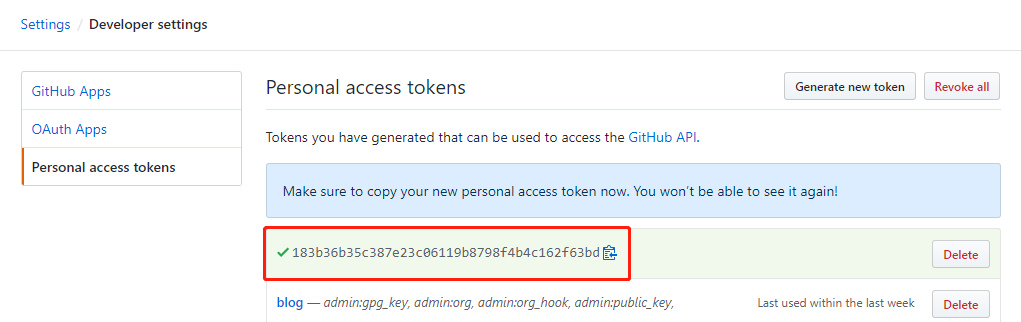 Settings / Developer settings
GitHub Apps
OAuth Apps
Personal access tokens
Personal access tokens
Generate new token
Revoke all
Tokens you have generated that can be used to access the GitHub API.
Make sure to copy your new personal access token now. You won't be able to see it again!
183b36b35c387e23c06119b8798f4b4c162f63bd
Delete
blog — admin:gpg_key, admin:org, admin:org_hook, admin:public_key,
Last used within the last week
Delete